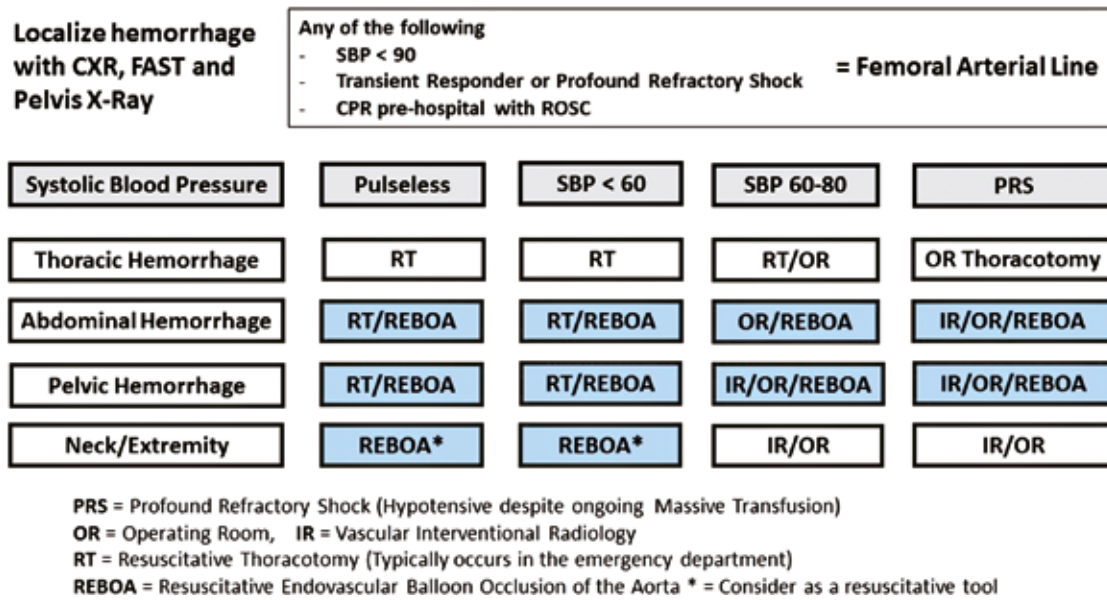 Localize hemorrhage
with CXR, FAST and
Pelvis X-Ray
Any of the following
- SBP < 90
- Transient Responder or Profound Refractory Shock
- CPR pre-hospital with ROSC
= Femoral Arterial Line
Systolic Blood Pressure Pulseless SBP < 60 SBP 60-80 PRS
Thoracic Hemorrhage RT RT RT/OR OR Thoracotomy
Abdominal Hemorrhage RT/REBOA RT/REBOA OR/REBOA IR/OR/REBOA
Pelvic Hemorrhage RT/REBOA RT/REBOA IR/OR/REBOA IR/OR/REBOA
Neck/Extremity REBOA* REBOA* IR/OR IR/OR
PRS = Profound Refractory Shock (Hypotensive despite ongoing Massive Transfusion)
OR = Operating Room, IR = Vascular Interventional Radiology
RT = Resuscitative Thoracotomy (Typically occurs in the emergency department)
REBOA = Resuscitative Endovascular Balloon Occlusion of the Aorta * = Consider as a resuscitative tool